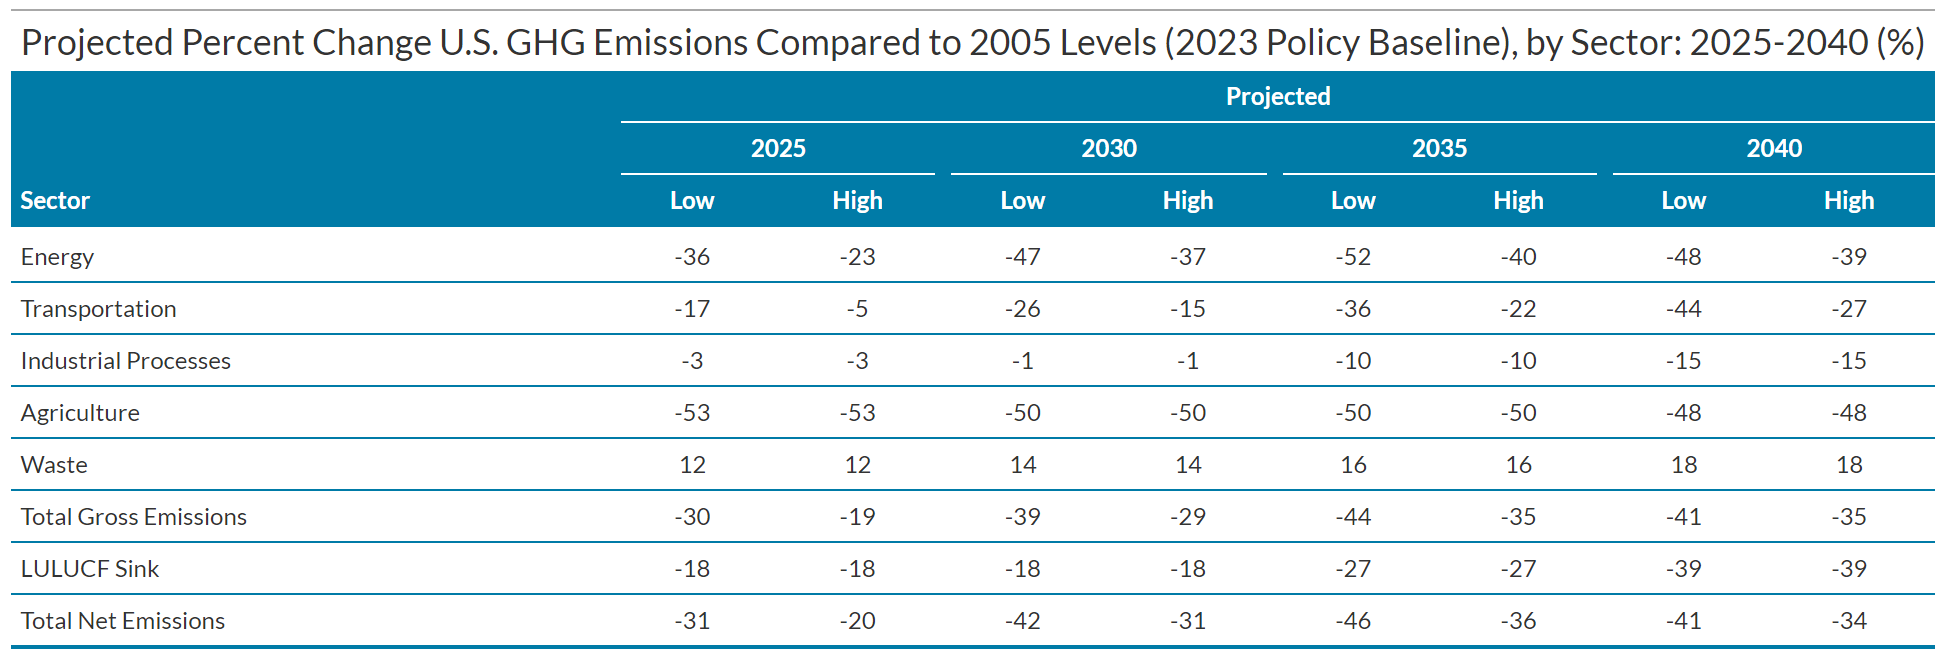 Projected Percent Change U.S. GHG Emissions Compared to 2005 Levels (2023 Policy Baseline), by Sector: 2025-2040 (%)
Projected
2025 2030 2035 2040
Sector Low High Low High Low High Low High
Energy -36 -23 -47 -37 -52 -40 -48 -39
Transportation -17 -5 -26 -15 -36 -22 -44 -27
Industrial Processes -3 -3 -1 -1 -10 -10 -15 -15
Agriculture -53 -53 -50 -50 -50 -50 -48 -48
Waste 12 12 14 14 16 16 18 18
Total Gross Emissions -30 -19 -39 -29 -44 -35 -41 -35
LULUCF Sink -18 -18 -18 -18 -27 -27 -39 -39
Total Net Emissions -31 -20 -42 -31 -46 -36 -41 -34